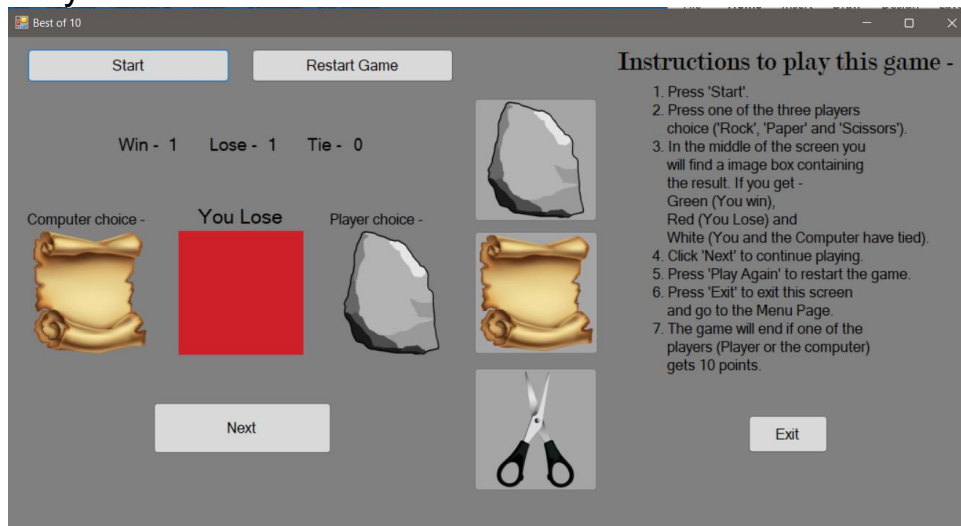 Best of 10
Start
Restart Game
Win - 1 Lose - 1 Tie - 0
Computer choice -
You Lose
Player choice -
Next
Instructions to play this game -
1. Press 'Start'.
2. Press one of the three players
choice ('Rock', 'Paper' and 'Scissors').
3. In the middle of the screen you
will find a image box containing
the result. If you get -
Green (You win),
Red (You Lose) and
White (You and the Computer have tied).
4. Click 'Next' to continue playing.
5. Press 'Play Again' to restart the game.
6. Press 'Exit' to exit this screen
and go to the Menu Page.
7. The game will end if one of the
players (Player or the computer)
gets 10 points.
Exit